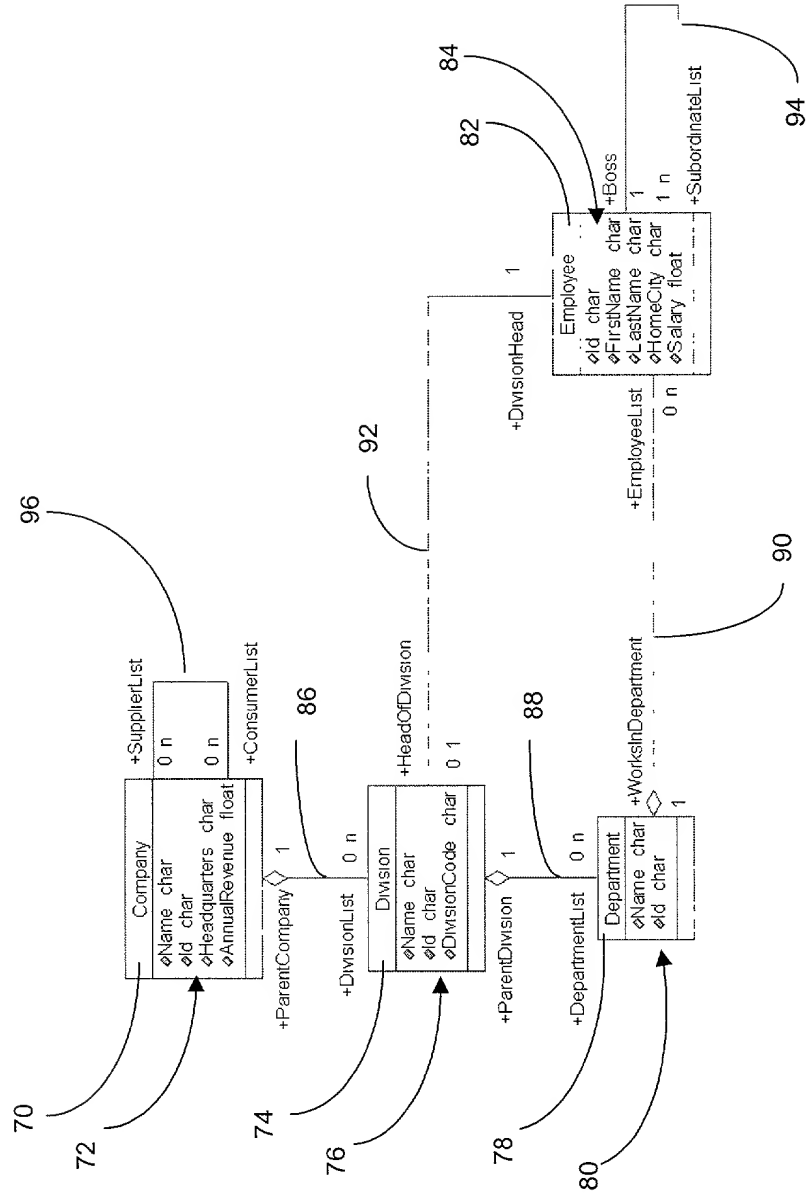 70
72
Company
Name char
Id char
Headquarters char
AnnualRevenue float
+SupplierList
0 n
0 n
+ConsumerList
96
+ParentCompany
1
86
+DivisionList
0 n
74
76
Division
Name char
Id char
DivisionCode char
+HeadOfDivision
0 1
92
+DivisionHead
1
+ParentDivision
1
88
+DepartmentList
0 n
78
80
Department
Name char
Id char
+WorksInDepartment
1
90
+EmployeeList
0 n
82
84
Employee
Id char
FirstName char
LastName char
HomeCity char
Salary float
+Boss
1
1 n
+SubordinateList
94